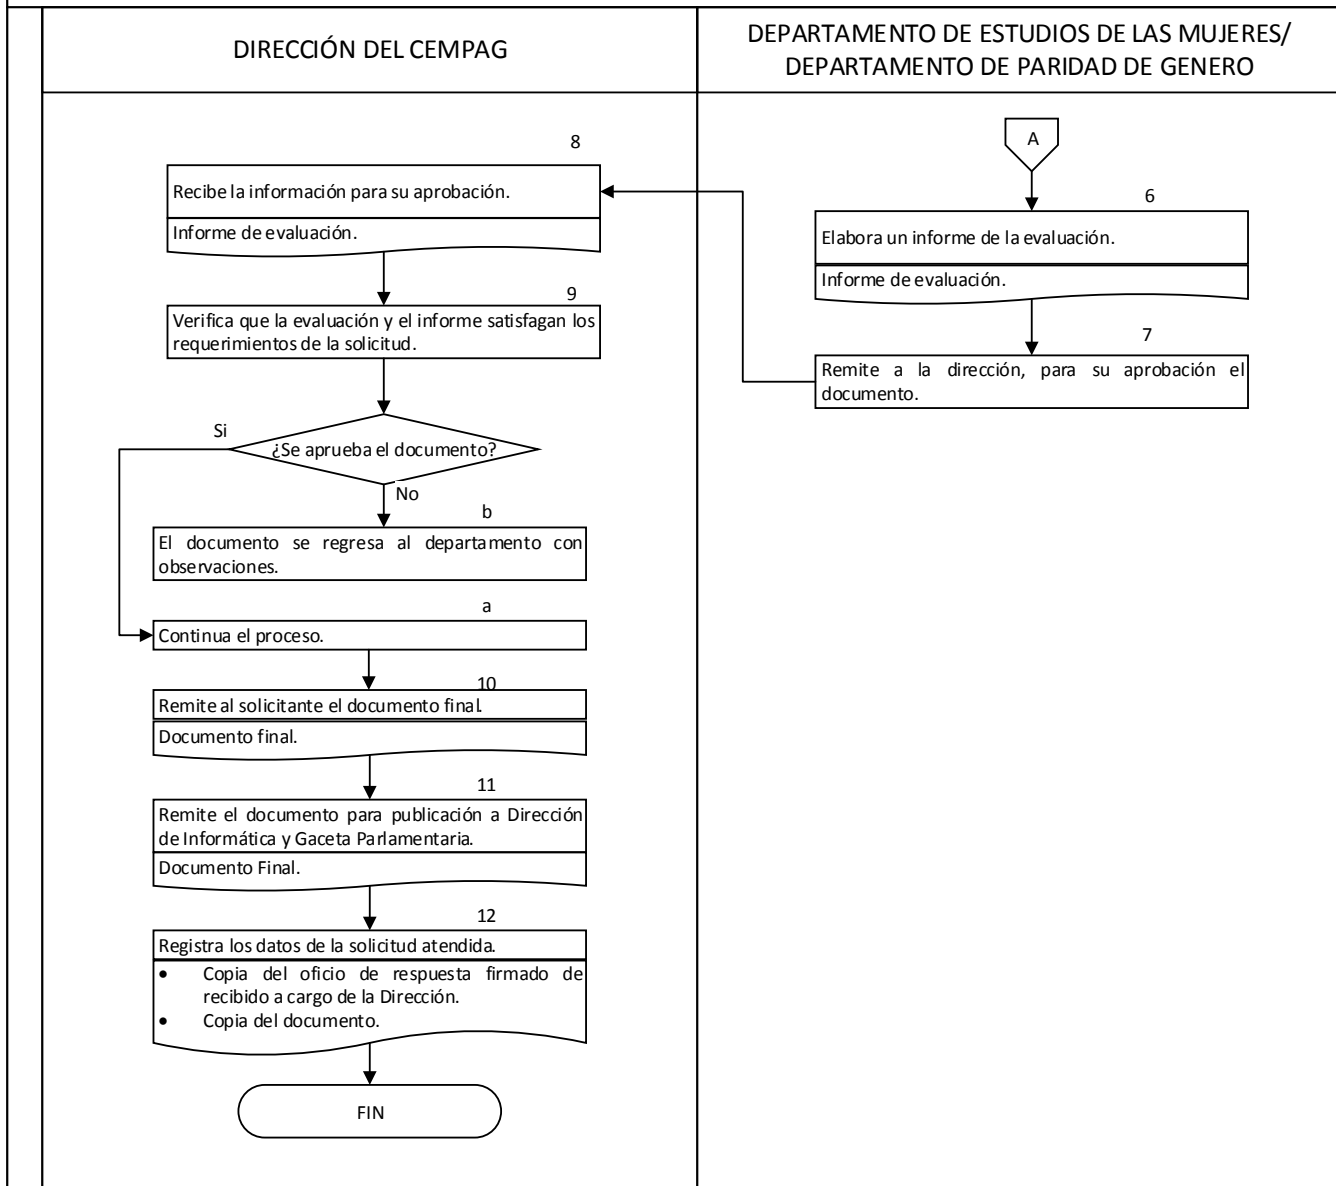 DIRECCIÓN DEL CEMPAG
DEPARTAMENTO DE ESTUDIOS DE LAS MUJERES/
DEPARTAMENTO DE PARIDAD DE GENERO
A
6
Elabora un informe de la evaluación.
Informe de evaluación.
7
Remite a la dirección, para su aprobación el
documento.
8
Recibe la información para su aprobación.
Informe de evaluación.
9
Verifica que la evaluación y el informe satisfagan los
requerimientos de la solicitud.
¿Se aprueba el documento?
Si
No
b
El documento se regresa al departamento con
observaciones.
a
Continua el proceso.
10
Remite al solicitante el documento final.
Documento final.
11
Remite el documento para publicación a Dirección
de Informática y Gaceta Parlamentaria.
Documento Final.
12
Registra los datos de la solicitud atendida.
• Copia del oficio de respuesta firmado de
recibido a cargo de la Dirección.
• Copia del documento.
FIN